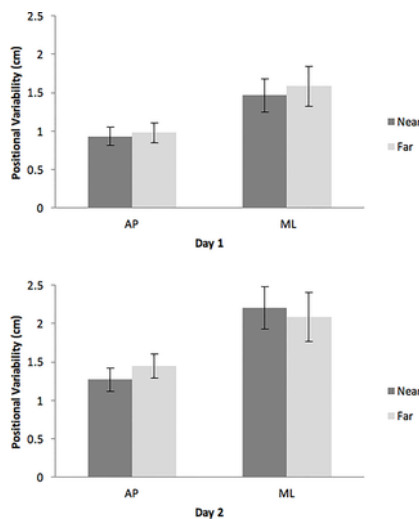 Positional Variability (cm)
2.5
2
1.5
1
0.5
0
AP
ML
Day 1
Near
Far
Positional Variability (cm)
2.5
2
1.5
1
0.5
0
AP
ML
Day 2
Near
Far